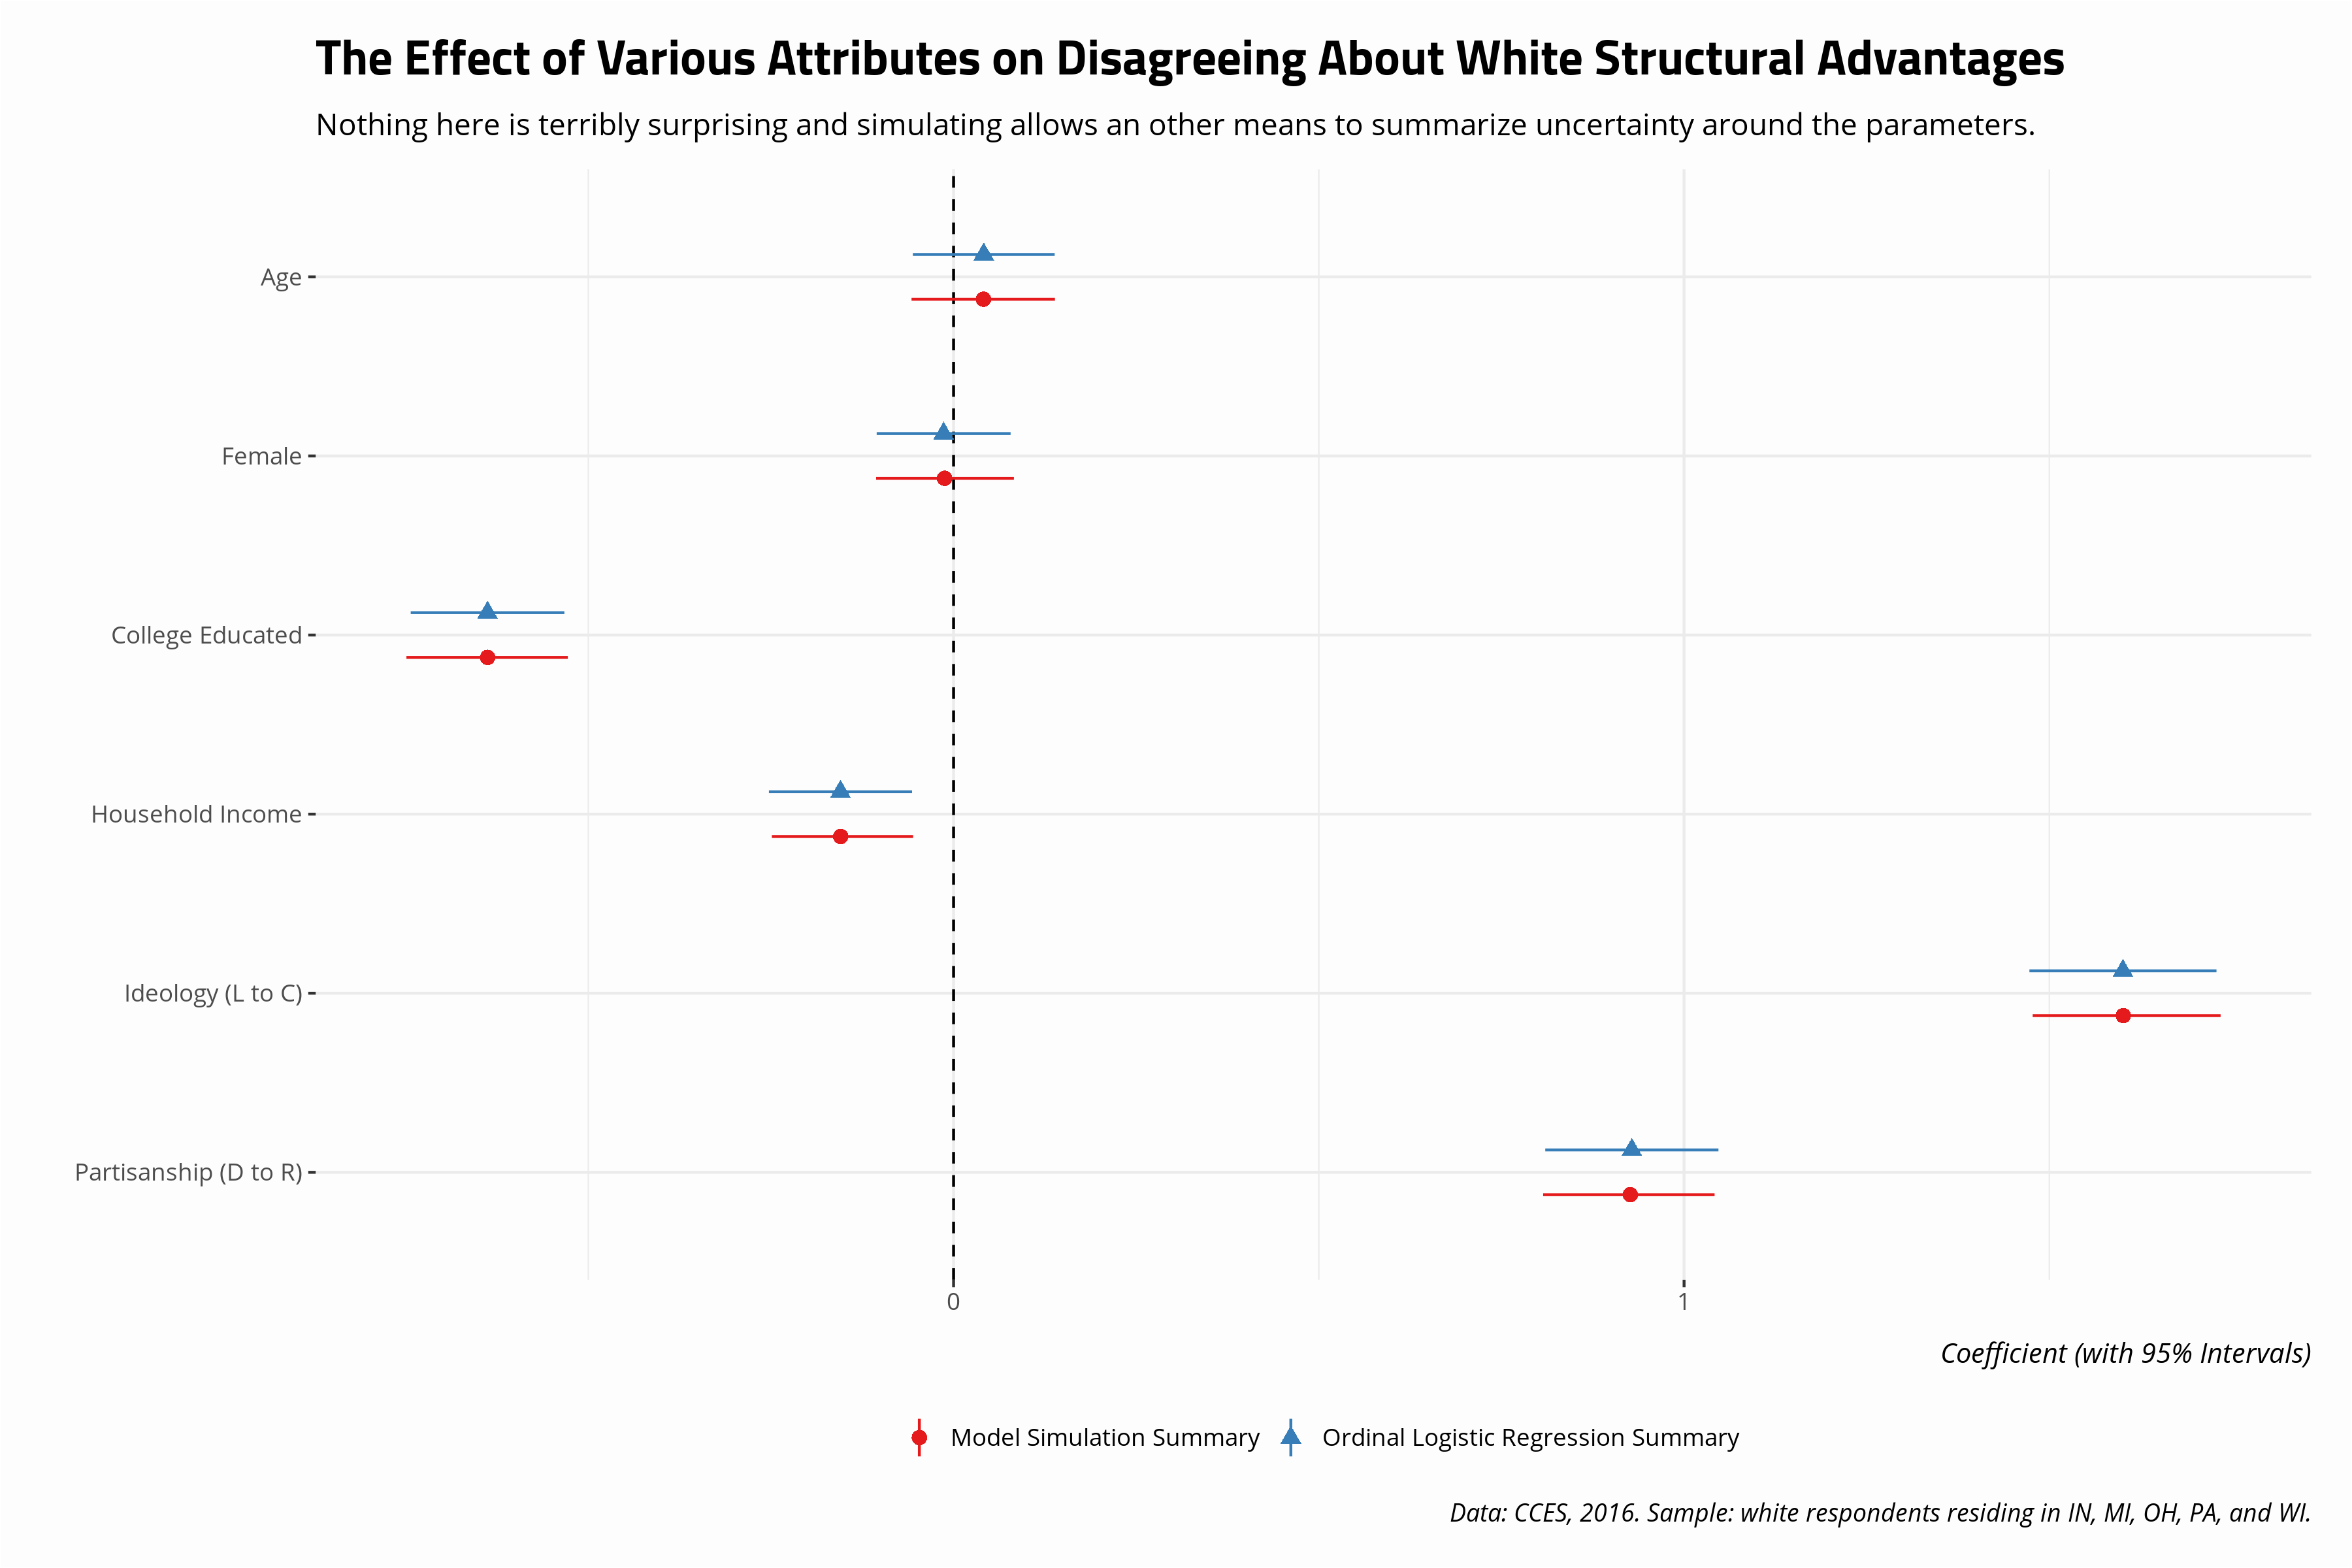 The Effect of Various Attributes on Disagreeing About White Structural Advantages
Nothing here is terribly surprising and simulating allows an other means to summarize uncertainty around the parameters.
Age
Female
College Educated
Household Income
Ideology (L to C)
Partisanship (D to R)
0 1
Coefficient (with 95% Intervals)
Model Simulation Summary Ordinal Logistic Regression Summary
Data: CCES, 2016. Sample: white respondents residing in IN, MI, OH, PA, and WI.